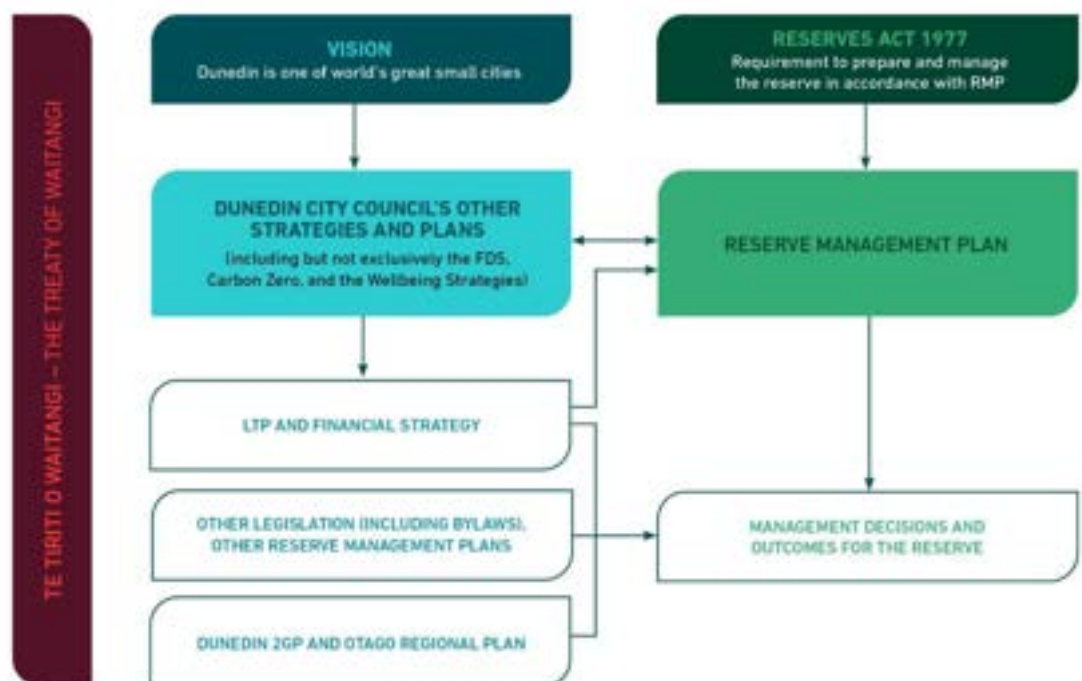 TE TIRITI O WAITANGI – THE TREATY OF WAITANGI
VISION
Dunedin is one of world's great small cities
RESERVES ACT 1977
Requirement to prepare and manage
the reserve in accordance with RMP
DUNEDIN CITY COUNCIL'S OTHER
STRATEGIES AND PLANS
(including but not exclusively the FDS,
Carbon Zero, and the Wellbeing Strategies)
RESERVE MANAGEMENT PLAN
LTP AND FINANCIAL STRATEGY
OTHER LEGISLATION (INCLUDING BYLAWS),
OTHER RESERVE MANAGEMENT PLANS
MANAGEMENT DECISIONS AND
OUTCOMES FOR THE RESERVE
DUNEDIN 2GP AND OTAGO REGIONAL PLAN